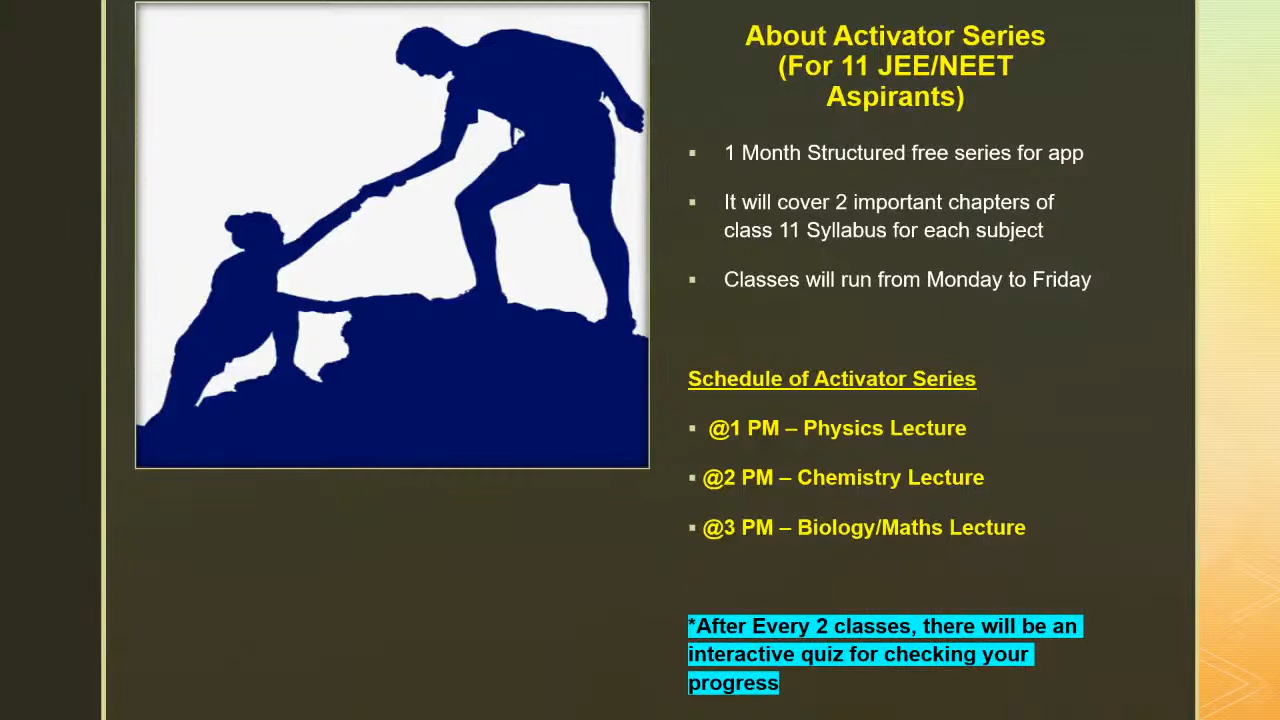 About Activator Series
(For 11 JEE/NEET
Aspirants)
▪ 1 Month Structured free series for app
▪ It will cover 2 important chapters of
class 11 Syllabus for each subject
▪ Classes will run from Monday to Friday
Schedule of Activator Series
▪ @1 PM – Physics Lecture
▪ @2 PM – Chemistry Lecture
▪ @3 PM – Biology/Maths Lecture
*After Every 2 classes, there will be an
interactive quiz for checking your
progress